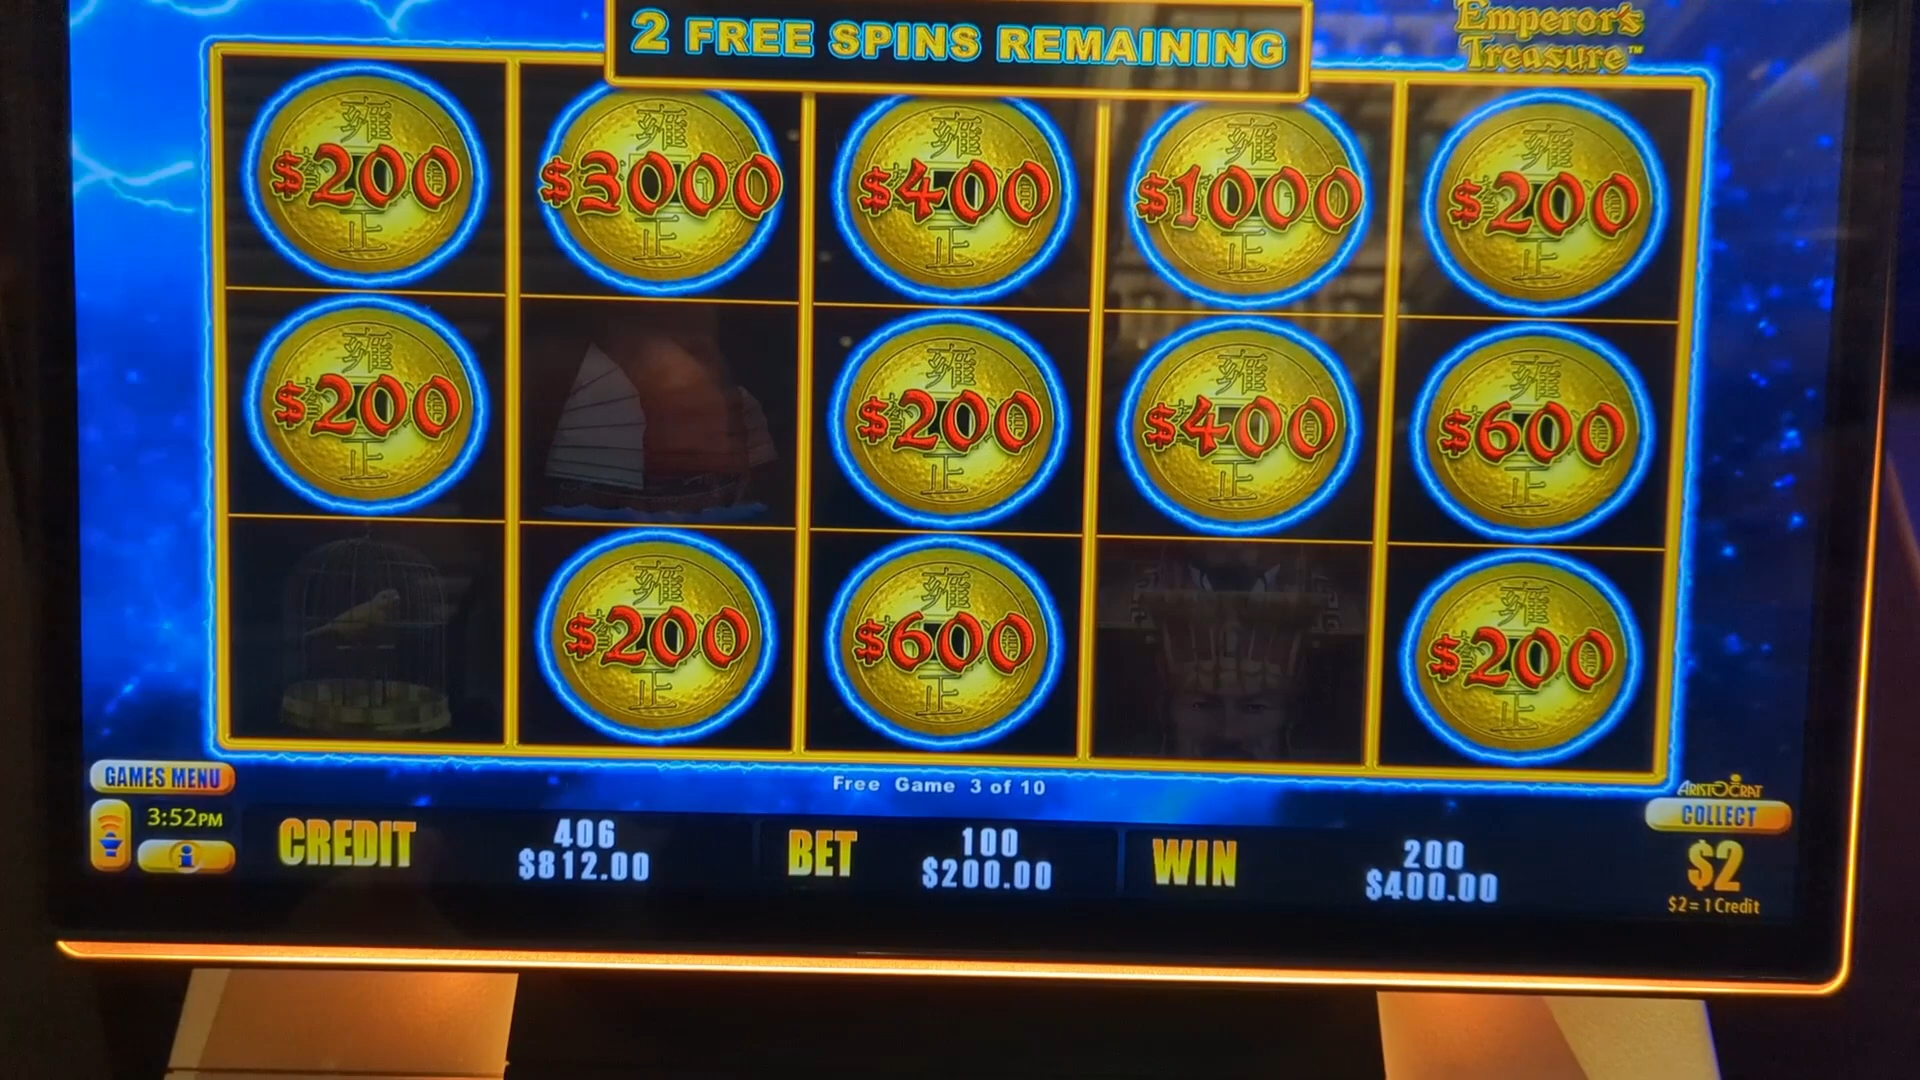 2 FREE SPINS REMAINING
Emperor's
Treasure™
$200
$3000
$400
$1000
$200
$200
$200
$400
$600
$200
$600
$200
Free Game 3 of 10
GAMES MENU
3:52PM
i
CREDIT
406
$812.00
BET
100
$200.00
WIN
200
$400.00
ARISTOCRAT
COLLECT
$2
$2 = 1 Credit